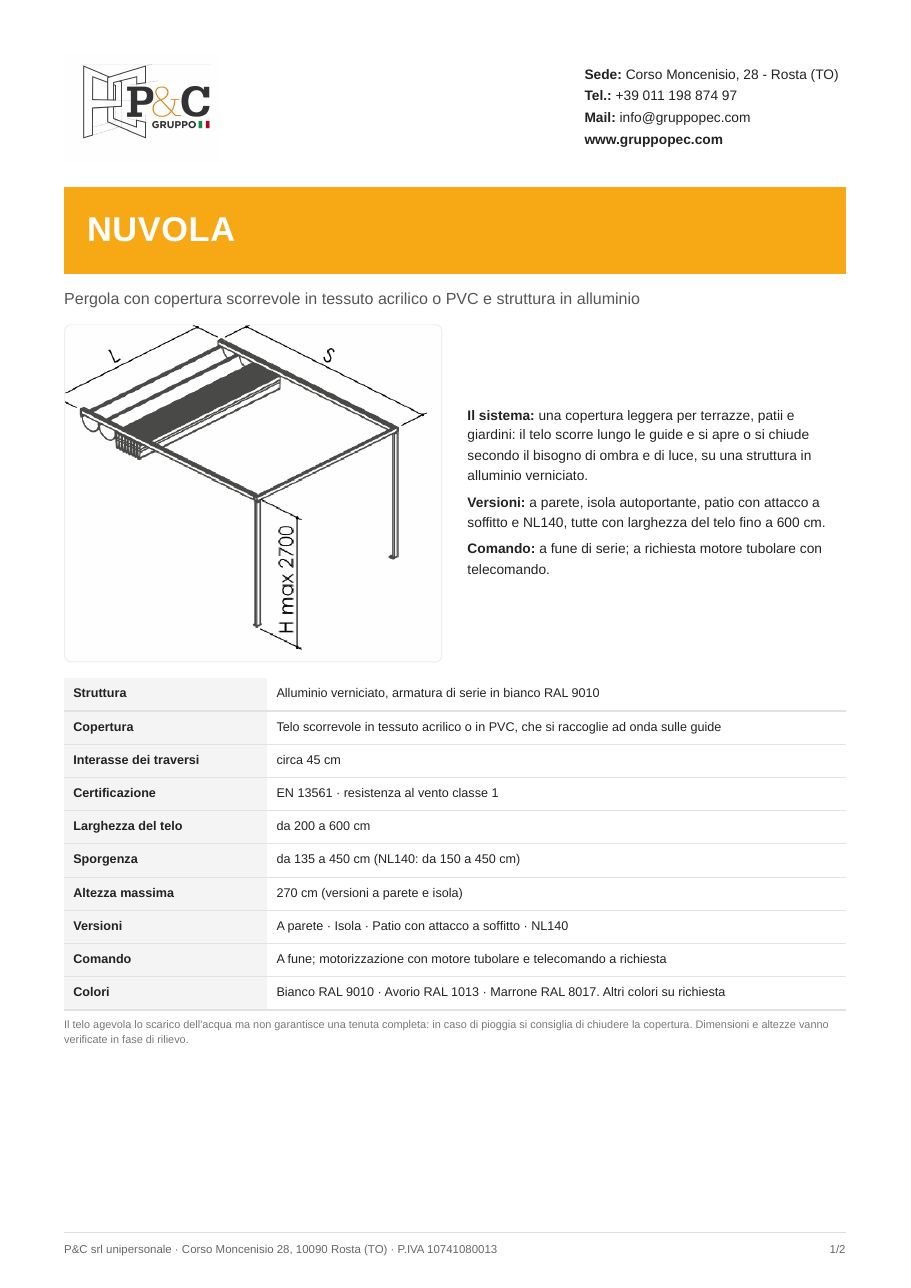 P&C
GRUPPO
Sede: Corso Moncenisio, 28 - Rosta (TO)
Tel.: +39 011 198 874 97
Mail: info@gruppopec.com
www.gruppopec.com
NUVOLA
Pergola con copertura scorrevole in tessuto acrilico o PVC e struttura in alluminio
L
S
H max 2700
Il sistema: una copertura leggera per terrazze, patii e
giardini: il telo scorre lungo le guide e si apre o si chiude
secondo il bisogno di ombra e di luce, su una struttura in
alluminio verniciato.
Versioni: a parete, isola autoportante, patio con attacco a
soffitto e NL140, tutte con larghezza del telo fino a 600 cm.
Comando: a fune di serie; a richiesta motore tubolare con
telecomando.
Struttura Alluminio verniciato, armatura di serie in bianco RAL 9010
Copertura Telo scorrevole in tessuto acrilico o in PVC, che si raccoglie ad onda sulle guide
Interasse dei traversi circa 45 cm
Certificazione EN 13561 · resistenza al vento classe 1
Larghezza del telo da 200 a 600 cm
Sporgenza da 135 a 450 cm (NL140: da 150 a 450 cm)
Altezza massima 270 cm (versioni a parete e isola)
Versioni A parete · Isola · Patio con attacco a soffitto · NL140
Comando A fune; motorizzazione con motore tubolare e telecomando a richiesta
Colori Bianco RAL 9010 · Avorio RAL 1013 · Marrone RAL 8017. Altri colori su richiesta
Il telo agevola lo scarico dell'acqua ma non garantisce una tenuta completa: in caso di pioggia si consiglia di chiudere la copertura. Dimensioni e altezze vanno
verificate in fase di rilievo.
P&C srl unipersonale · Corso Moncenisio 28, 10090 Rosta (TO) · P.IVA 10741080013
1/2